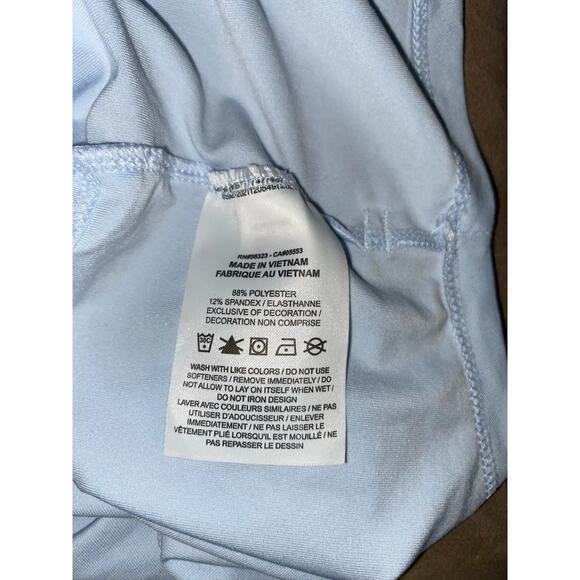 RN#56323 - CA#05553
MADE IN VIETNAM
FABRIQUE AU VIETNAM
88% POLYESTER
12% SPANDEX / ELASTHANNE
EXCLUSIVE OF DECORATION /
DECORATION NON COMPRISE
30C
WASH WITH LIKE COLORS / DO NOT USE
SOFTENERS / REMOVE IMMEDIATELY / DO
NOT ALLOW TO LAY ON ITSELF WHEN WET /
DO NOT IRON DESIGN
LAVER AVEC COULEURS SIMILAIRES / NE PAS
UTILISER D'ADOUCISSEUR / ENLEVER
IMMÉDIATEMENT / NE PAS LAISSER LE
VÊTEMENT PLIÉ LORSQU'IL EST MOUILLÉ / NE
PAS REPASSER LE DESSIN